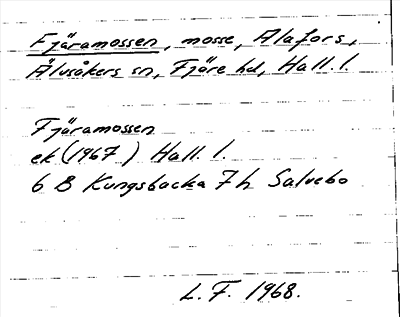 Fjäramossen, mosse, Alafors,
Älvsåkers sn, Fjäre hd, Hall. l.
Fjäramossen
ek (1967) Hall. l.
6 B Kungsbacka 7 h Salvebo
L. F. 1968.